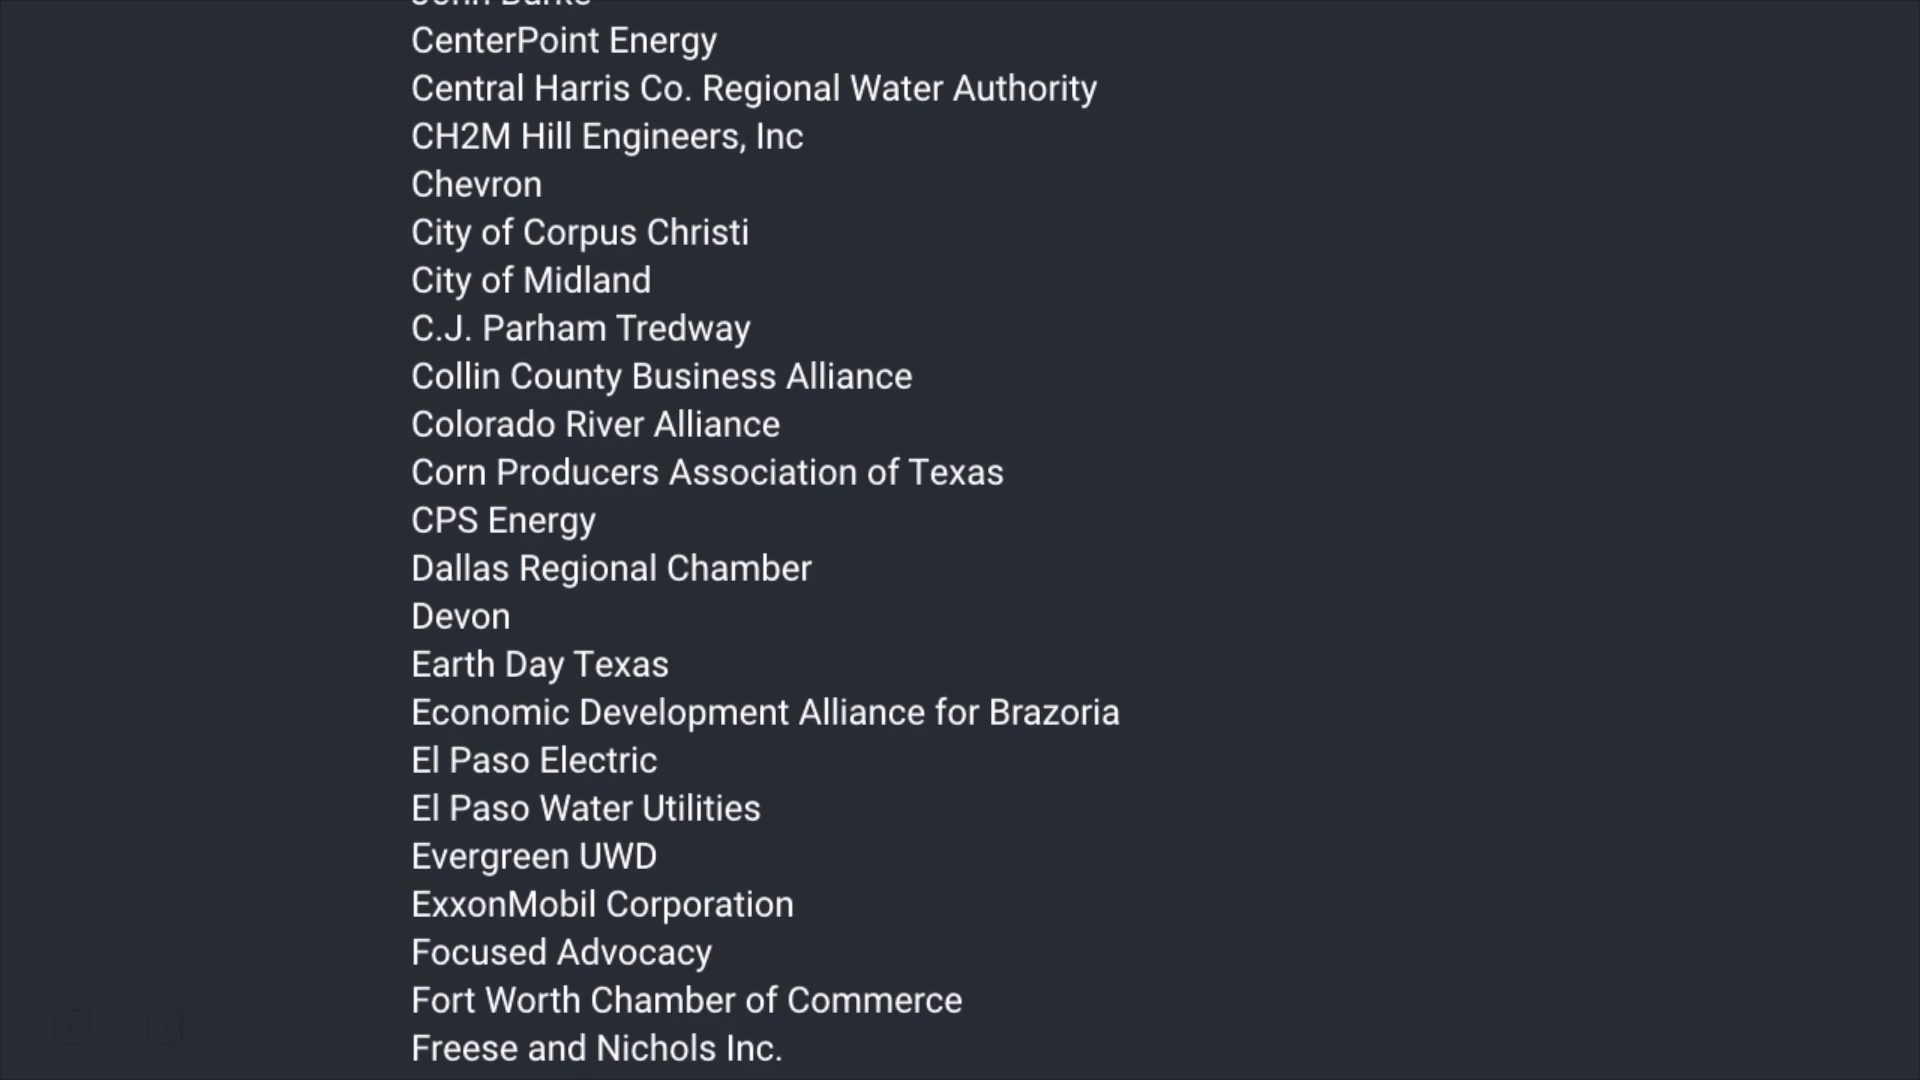 CenterPoint Energy
Central Harris Co. Regional Water Authority
CH2M Hill Engineers, Inc
Chevron
City of Corpus Christi
City of Midland
C.J. Parham Tredway
Collin County Business Alliance
Colorado River Alliance
Corn Producers Association of Texas
CPS Energy
Dallas Regional Chamber
Devon
Earth Day Texas
Economic Development Alliance for Brazoria
El Paso Electric
El Paso Water Utilities
Evergreen UWD
ExxonMobil Corporation
Focused Advocacy
Fort Worth Chamber of Commerce
Freese and Nichols Inc.